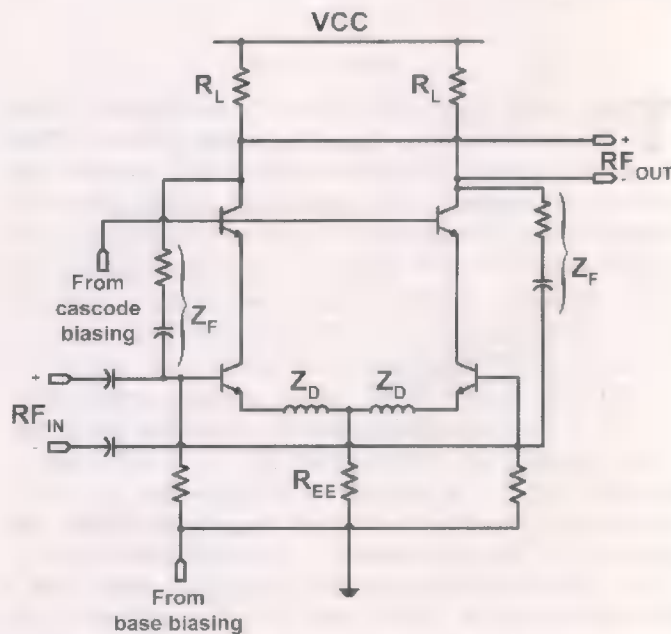 VCC
R_L
R_L
+
RF_OUT
-
Z_F
From
cascode
biasing
Z_F
+
RF_IN
-
Z_D
Z_D
R_EE
From
base biasing